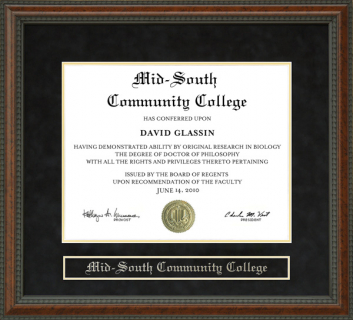 Mid-South
Community College
HAS CONFERRED UPON
DAVID GLASSIN
HAVING DEMONSTRATED ABILITY BY ORIGINAL RESEARCH IN BIOLOGY
THE DEGREE OF DOCTOR OF PHILOSOPHY
WITH ALL THE RIGHTS AND PRIVILEGES THERETO PERTAINING
ISSUED BY THE BOARD OF REGENTS
UPON RECOMMENDATION OF THE FACULTY
JUNE 14, 2010
PROVOST
PRESIDENT
Mid-South Community College